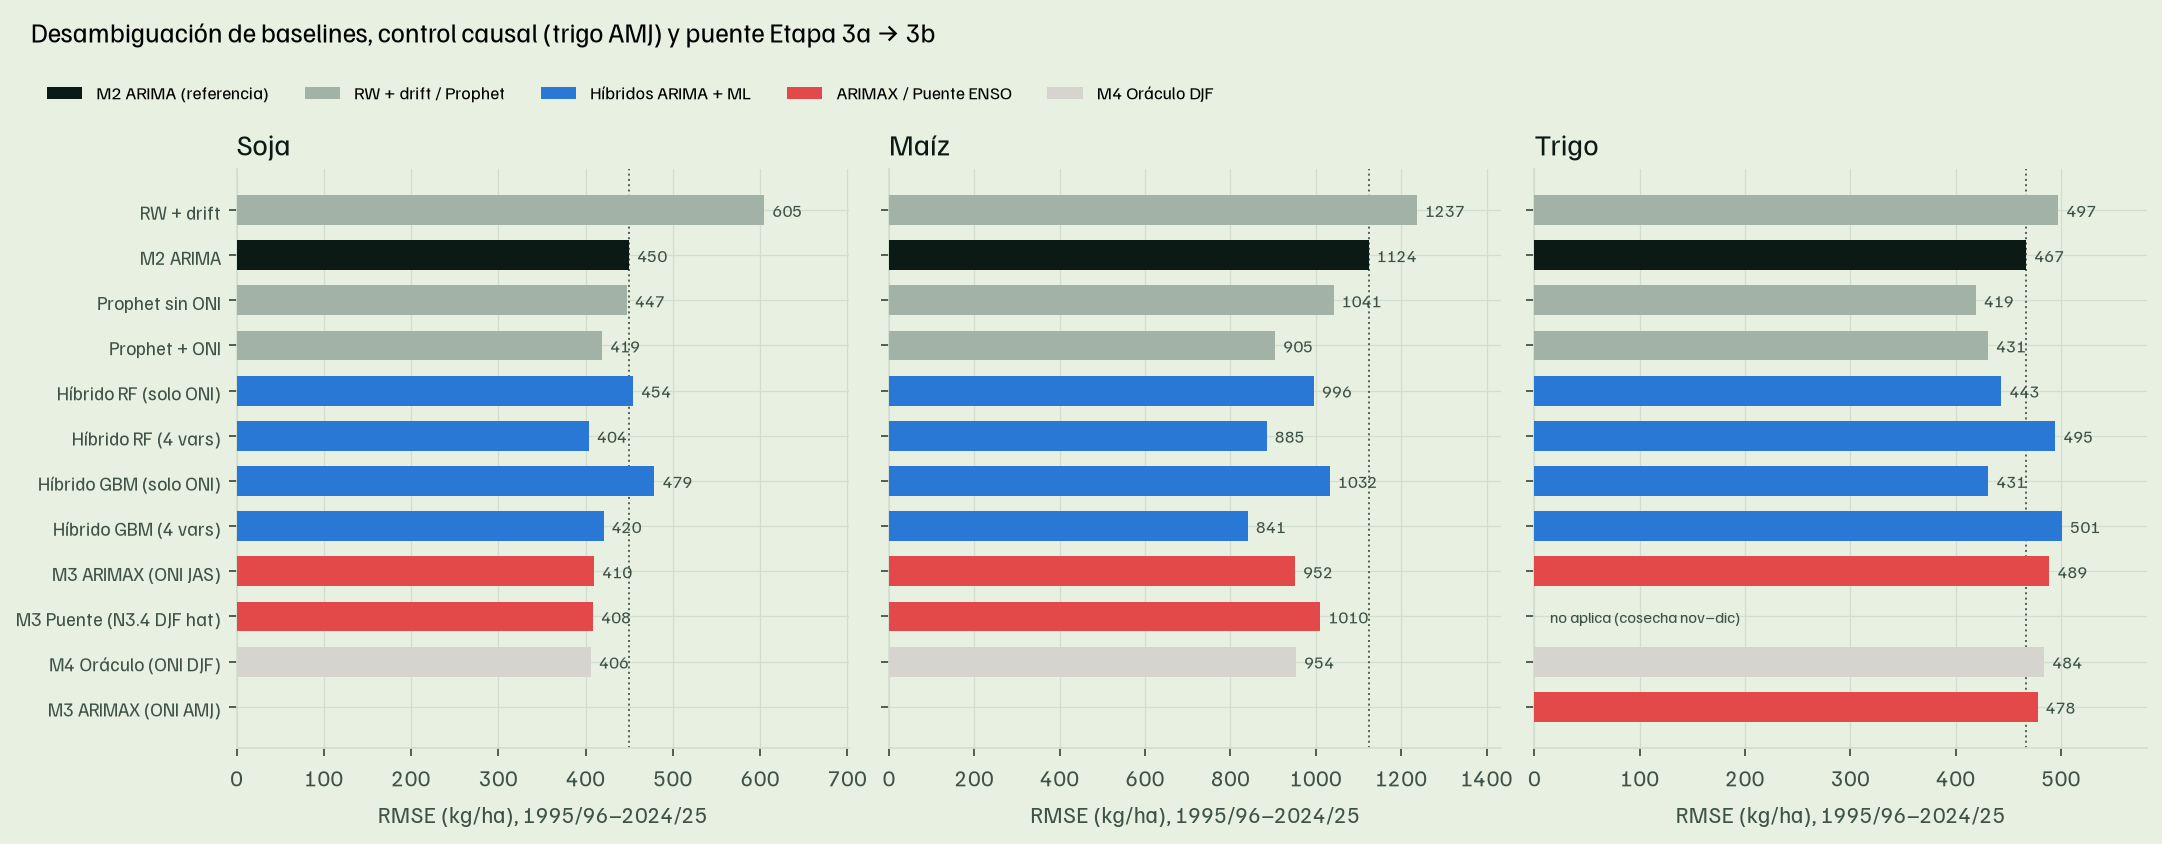 Desambiguación de baselines, control causal (trigo AMJ) y puente Etapa 3a → 3b
M2 ARIMA (referencia) RW + drift / Prophet Híbridos ARIMA + ML ARIMAX / Puente ENSO M4 Oráculo DJF
Soja Maíz Trigo
RW + drift 605 1237 497
M2 ARIMA 450 1124 467
Prophet sin ONI 447 1041 419
Prophet + ONI 419 905 431
Híbrido RF (solo ONI) 454 996 443
Híbrido RF (4 vars) 404 885 495
Híbrido GBM (solo ONI) 479 1032 431
Híbrido GBM (4 vars) 420 841 501
M3 ARIMAX (ONI JAS) 410 952 489
M3 Puente (N3.4 DJF hat) 408 1010 no aplica (cosecha nov–dic)
M4 Oráculo (ONI DJF) 406 954 484
M3 ARIMAX (ONI AMJ) 478
0 100 200 300 400 500 600 700 0 200 400 600 800 1000 1200 1400 0 100 200 300 400 500
RMSE (kg/ha), 1995/96–2024/25 RMSE (kg/ha), 1995/96–2024/25 RMSE (kg/ha), 1995/96–2024/25